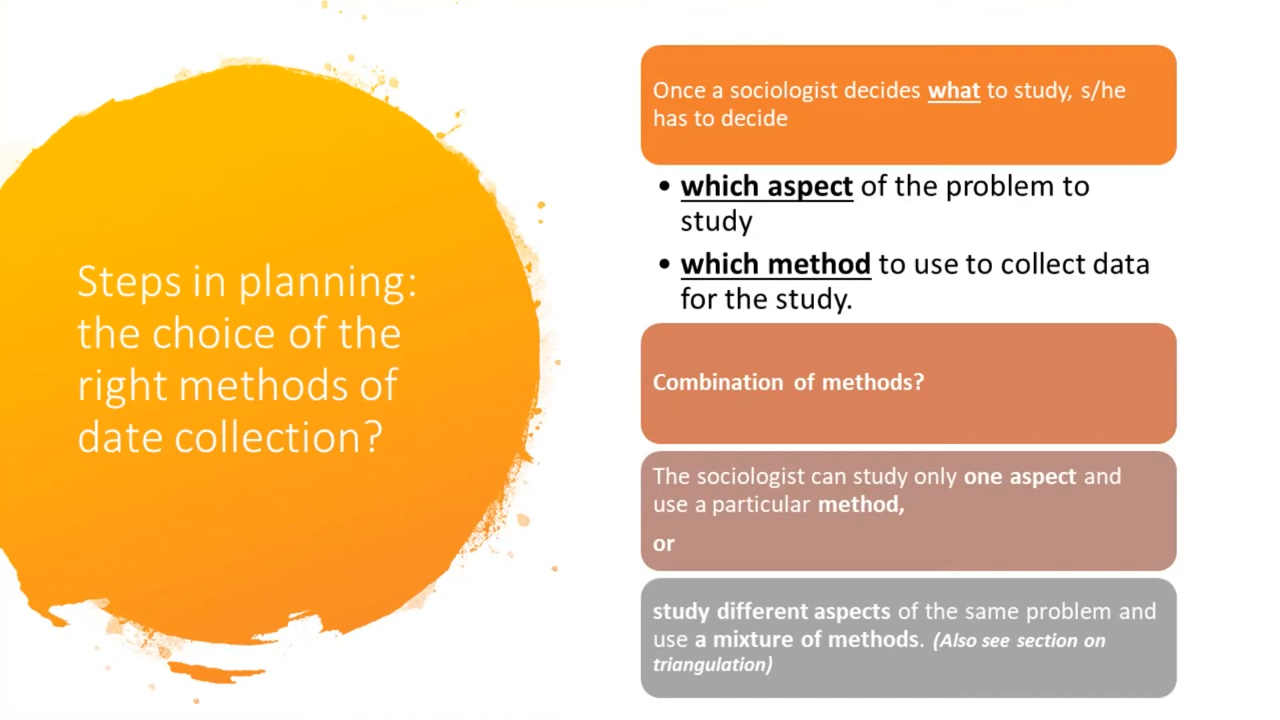 Steps in planning:
the choice of the
right methods of
date collection?
Once a sociologist decides what to study, s/he
has to decide
• which aspect of the problem to
study
• which method to use to collect data
for the study.
Combination of methods?
The sociologist can study only one aspect and
use a particular method,
or
study different aspects of the same problem and
use a mixture of methods. (Also see section on
triangulation)